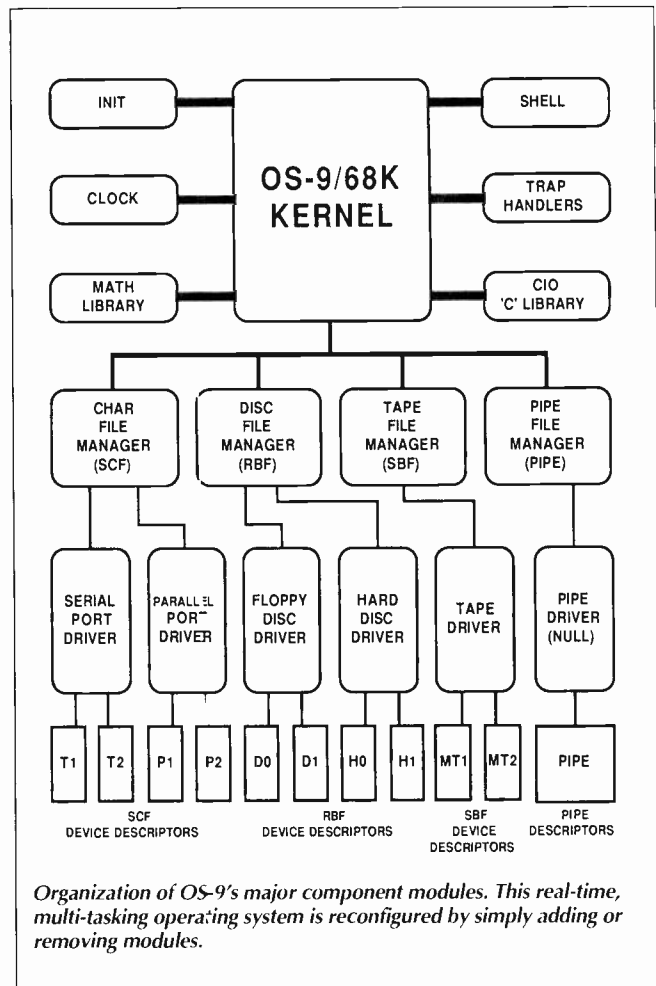 INIT
SHELL
OS-9/68K
KERNEL
CLOCK
TRAP
HANDLERS
MATH
LIBRARY
CIO
'C' LIBRARY
CHAR
FILE
MANAGER
(SCF)
DISC
FILE
MANAGER
(RBF)
TAPE
FILE
MANAGER
(SBF)
PIPE
FILE
MANAGER
(PIPE)
SERIAL
PORT
DRIVER
PARALLEL
PORT
DRIVER
FLOPPY
DISC
DRIVER
HARD
DISC
DRIVER
TAPE
DRIVER
PIPE
DRIVER
(NULL)
T1
T2
P1
P2
D0
D1
H0
H1
MT1
MT2
PIPE
SCF
DEVICE DESCRIPTORS
RBF
DEVICE DESCRIPTORS
SBF
DEVICE
DESCRIPTORS
PIPE
DESCRIPTORS
Organization of OS-9's major component modules. This real-time,
multi-tasking operating system is reconfigured by simply adding or
removing modules.